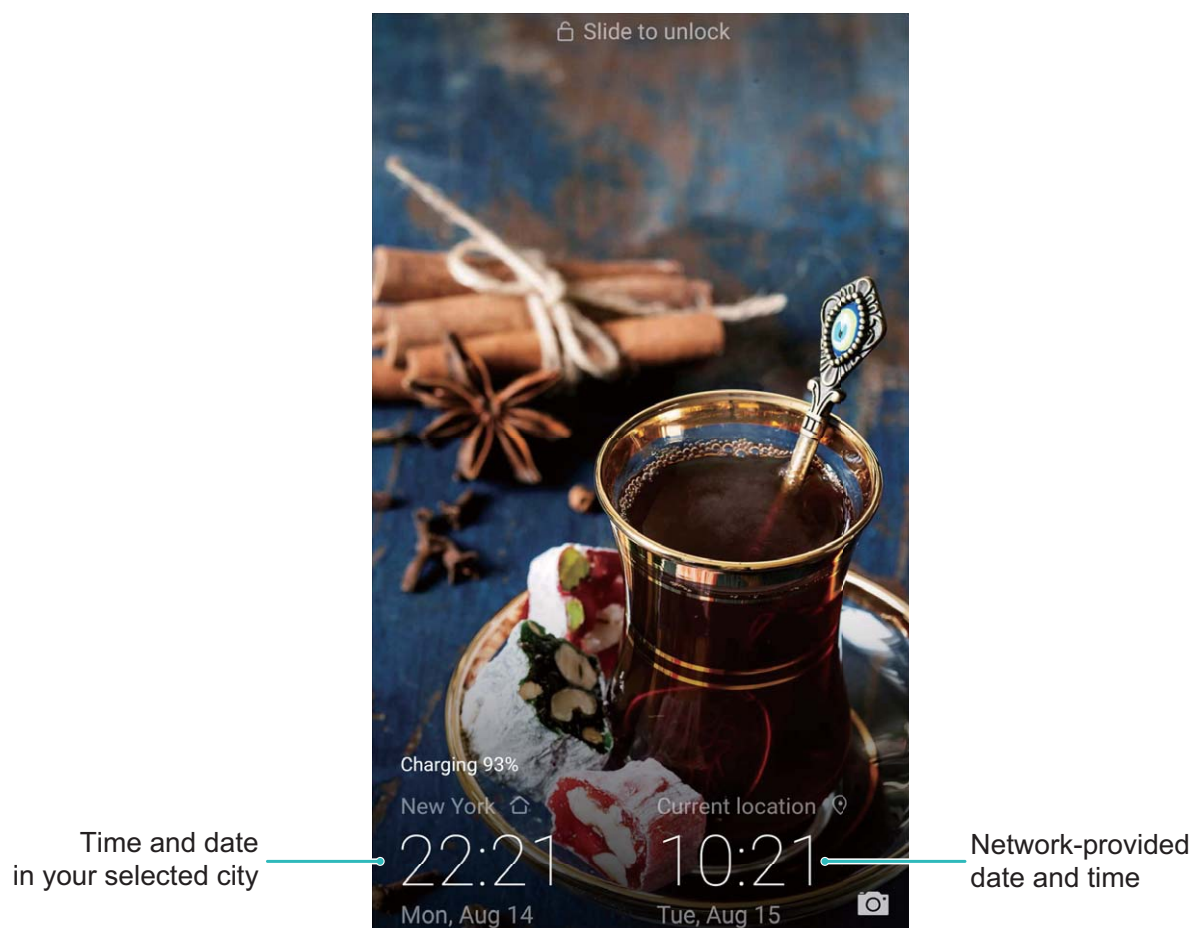 Slide to unlock
Charging 93%
New York
Current location
Time and date
in your selected city
22:21
10:21
Network-provided
date and time
Mon, Aug 14
Tue, Aug 15